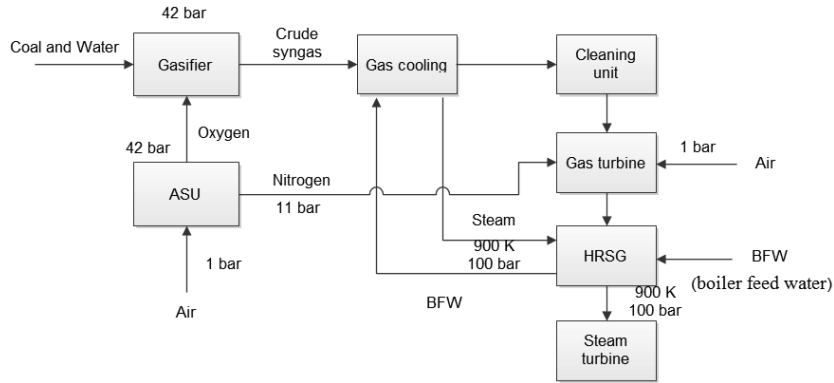 42 bar
Coal and Water
Gasifier
Crude
syngas
Gas cooling
Cleaning
unit
Oxygen
42 bar
ASU
Nitrogen
11 bar
Gas turbine
1 bar
Air
Steam
900 K
100 bar
HRSG
BFW
(boiler feed water)
1 bar
Air
BFW
900 K
100 bar
Steam
turbine